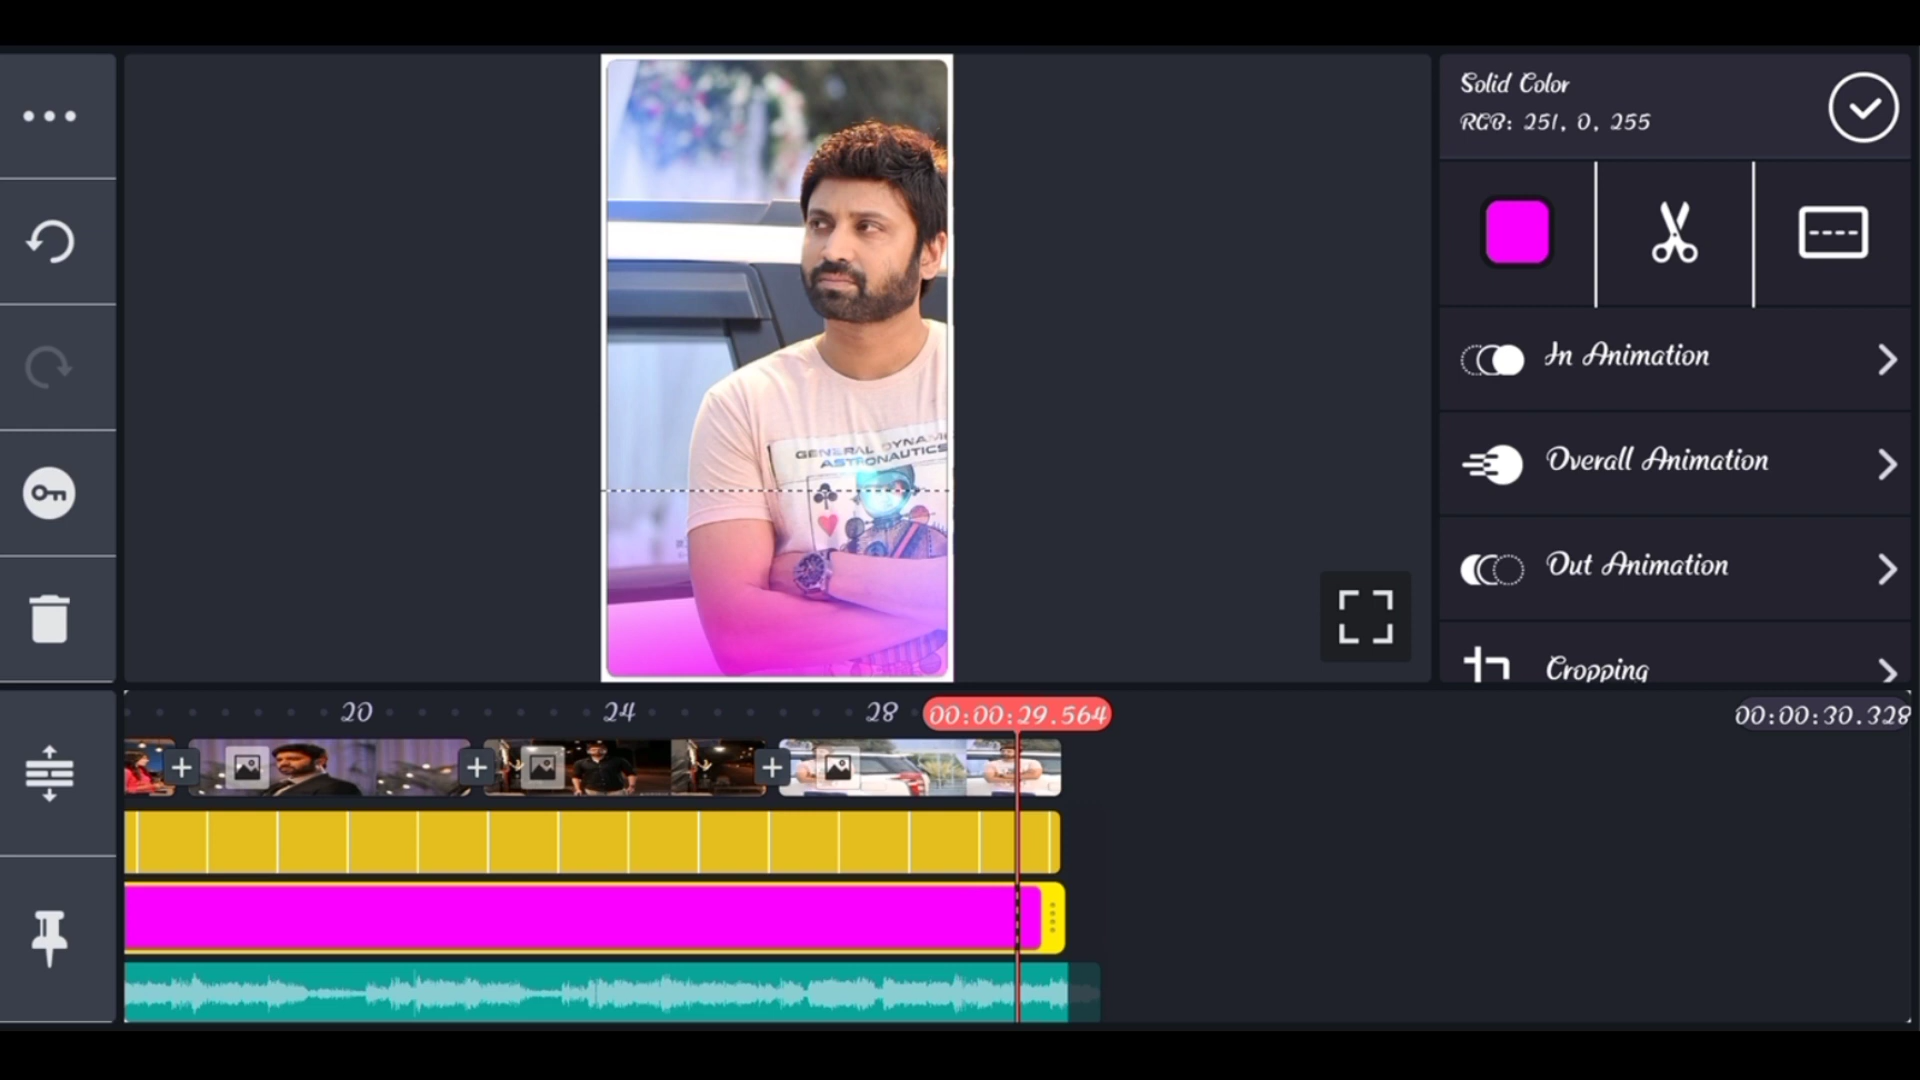 Solid Color
RGB: 251, 0, 255
In Animation
Overall Animation
Out Animation
Cropping
GENERAL DYNAMIC
ASTRONAUTICS
20
24
28
00:00:29.564
00:00:30.328